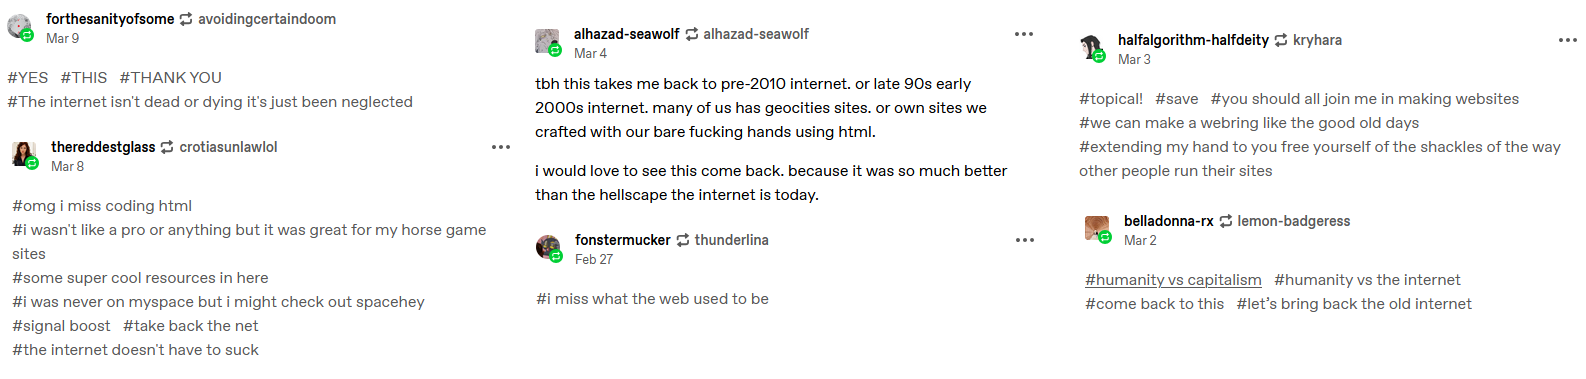 forthesanityofsome avoidingcertaindoom
Mar 9
#YES #THIS #THANK YOU
#The internet isn't dead or dying it's just been neglected
thereddestglass crotiasunlawlol
Mar 8
#omg i miss coding html
#i wasn't like a pro or anything but it was great for my horse game
sites
#some super cool resources in here
#i was never on myspace but i might check out spacehey
#signal boost #take back the net
#the internet doesn't have to suck
alhazad-seawolf alhazad-seawolf
Mar 4
tbh this takes me back to pre-2010 internet. or late 90s early
2000s internet. many of us has geocities sites. or own sites we
crafted with our bare fucking hands using html.
i would love to see this come back. because it was so much better
than the hellscape the internet is today.
fonstermucker thunderlina
Feb 27
#i miss what the web used to be
halfalgorithm-halfdeity kryhara
Mar 3
#topical! #save #you should all join me in making websites
#we can make a webring like the good old days
#extending my hand to you free yourself of the shackles of the way
other people run their sites
belladonna-rx lemon-badgeress
Mar 2
#humanity vs capitalism #humanity vs the internet
#come back to this #let’s bring back the old internet